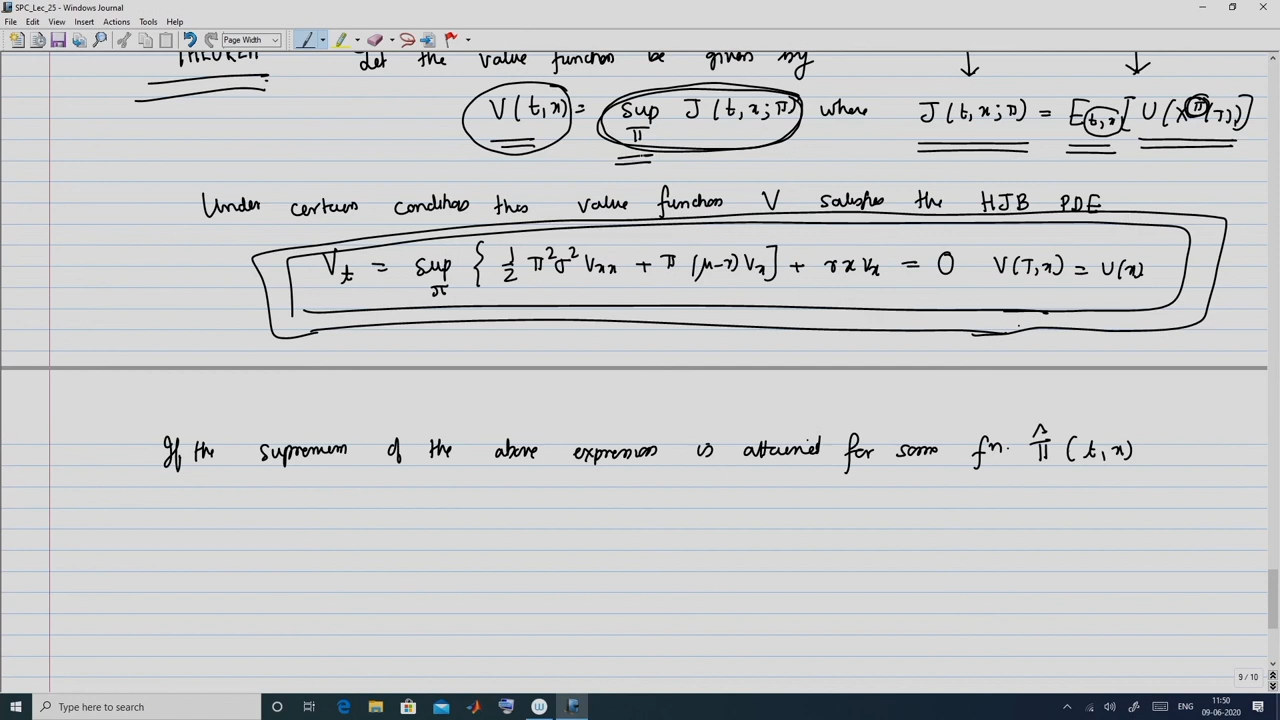 SPC_Lec_25 - Windows Journal
File Edit View Insert Actions Tools Help
Page Width
THEOREM Let the value function be given by
V(t,x) = sup J(t,x;π) where J(t,x;π) = E t,x [U(X^π(T))]
π
Under certain conditions this value function V satisfies the HJB PDE
V_t = sup { 1/2 π²σ² V_xx + π (μ-r) V_x ] + r x V_x = 0 V(T,x) = U(x)
π
If the supremum of the above expression is attained for some fn. π̂ (t,x)
9 / 10
Type here to search
ENG
11:50
09-06-2020